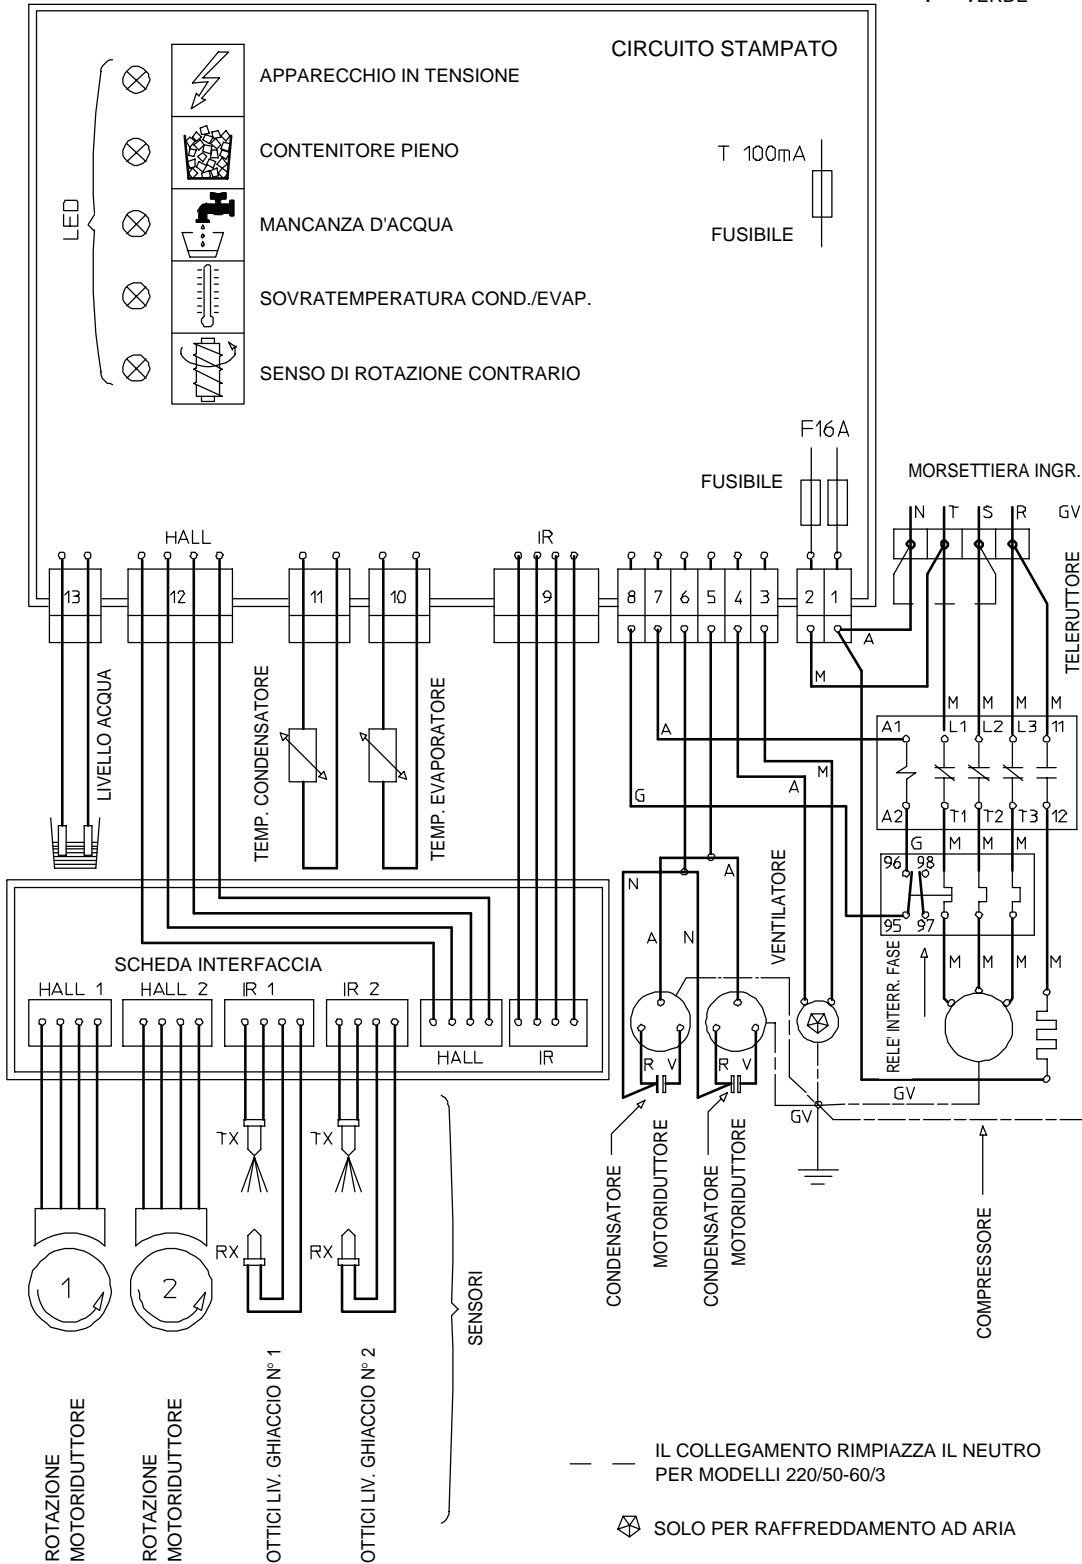 VERDE
CIRCUITO STAMPATO
LED
APPARECCHIO IN TENSIONE
CONTENITORE PIENO
MANCANZA D'ACQUA
SOVRATEMPERATURA COND./EVAP.
SENSO DI ROTAZIONE CONTRARIO
T 100mA
FUSIBILE
F16A
FUSIBILE
MORSETTIERA INGR.
N T S R GV
TELERUTTORE
HALL
IR
13 12 11 10 9 8 7 6 5 4 3 2 1
A
M
LIVELLO ACQUA
TEMP. CONDENSATORE
TEMP. EVAPORATORE
M M M M
A1 L1 L2 L3 11
A
M
A
G
A2 T1 T2 T3 12
G M M M
96 98
95 97
N A
A N
VENTILATORE
RELE' INTERR. FASE
M M M M
SCHEDA INTERFACCIA
HALL 1 HALL 2 IR 1 IR 2
HALL IR
R V R V
GV
GV
CONDENSATORE
MOTORIDUTTORE
CONDENSATORE
MOTORIDUTTORE
COMPRESSORE
TX TX
RX RX
1 2
SENSORI
ROTAZIONE
MOTORIDUTTORE
ROTAZIONE
MOTORIDUTTORE
OTTICI LIV. GHIACCIO N° 1
OTTICI LIV. GHIACCIO N° 2
IL COLLEGAMENTO RIMPIAZZA IL NEUTRO
PER MODELLI 220/50-60/3
SOLO PER RAFFREDDAMENTO AD ARIA